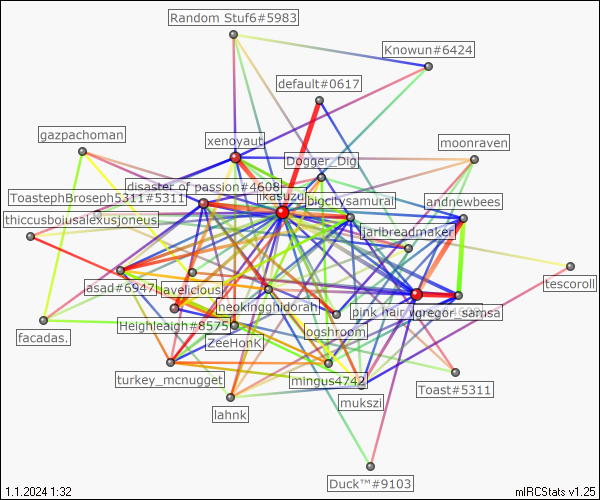 Random Stuf6#5983
Knowun#6424
default#0617
gazpachoman
xenoyaut
moonraven
Dogger_Dig
disaster of passion#4608
ToastephBroseph5311#5311
ikasuzu
bigcitysamurai
andnewbees
thiccusboiusalexusjoneus
jarlbreadmaker
asad#6947
lavelicious
tescoroll
neokingghidorah
pink hair
gregor_samsa
Heighleaigh#8575
ogshroom
facadas.
ZeeHonK
turkey_mcnugget
mingus4742
Toast#5311
mukszi
lahnk
Duck™#9103
1.1.2024 1:32
mIRCStats v1.25